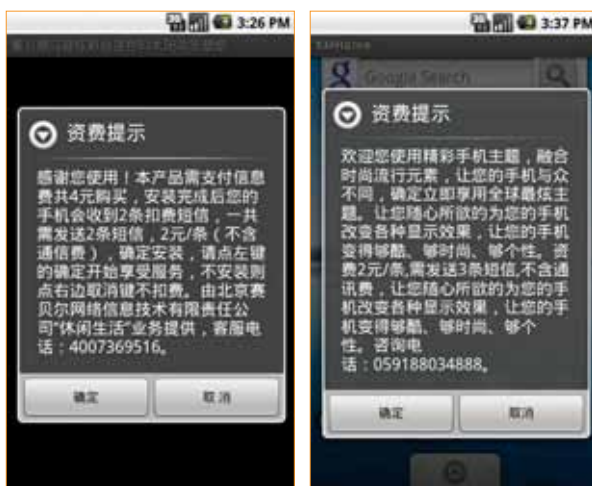 3:26 PM
资费提示
感谢您使用！本产品需支付信息
费共4元购买，安装完成后您的
手机会收到2条扣费短信，一共
需发送2条短信，2元/条（不含
通信费），确定安装，请点左键
的确定开始享受服务，不安装则
点右边取消键不扣费。由北京赛
贝尔网络信息技术有限责任公
司“休闲生活”业务提供，客服电
话：4007369516。
确定
取消
3:37 PM
Google Search
资费提示
欢迎您使用精彩手机主题，融合
时尚流行元素，让您的手机与众
不同，确定立即享用全球最炫主
题。让您随心所欲的为您的手机
改变各种显示效果，让您的手机
变得够酷、够时尚、够个性。资
费2元/条,需发送3条短信,不含通
讯费，让您随心所欲的为您的手
机改变各种显示效果，让您的手
机变得够酷、够时尚、够个
性。咨询电
话：059188034888。
确定
取消